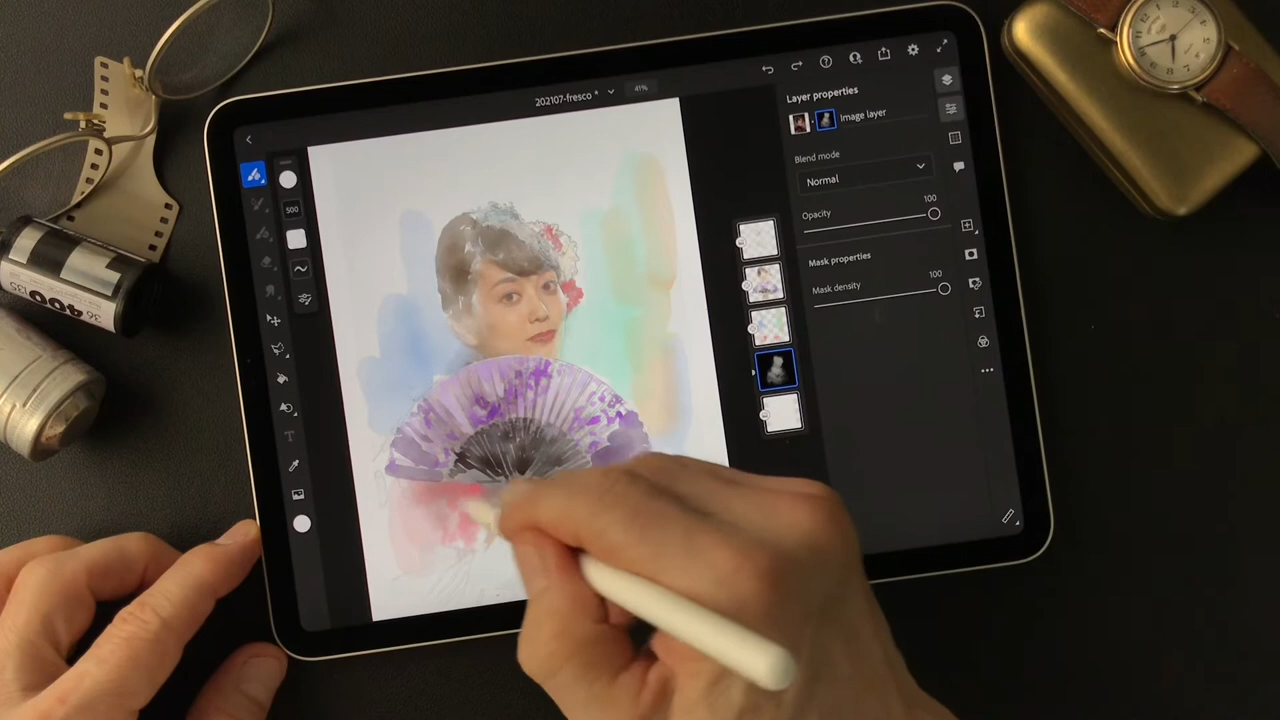 202107-fresco *
41%
Layer properties
Image layer
Blend mode
Normal
Opacity
100
Mask properties
Mask density
100
500
T
400
36
135